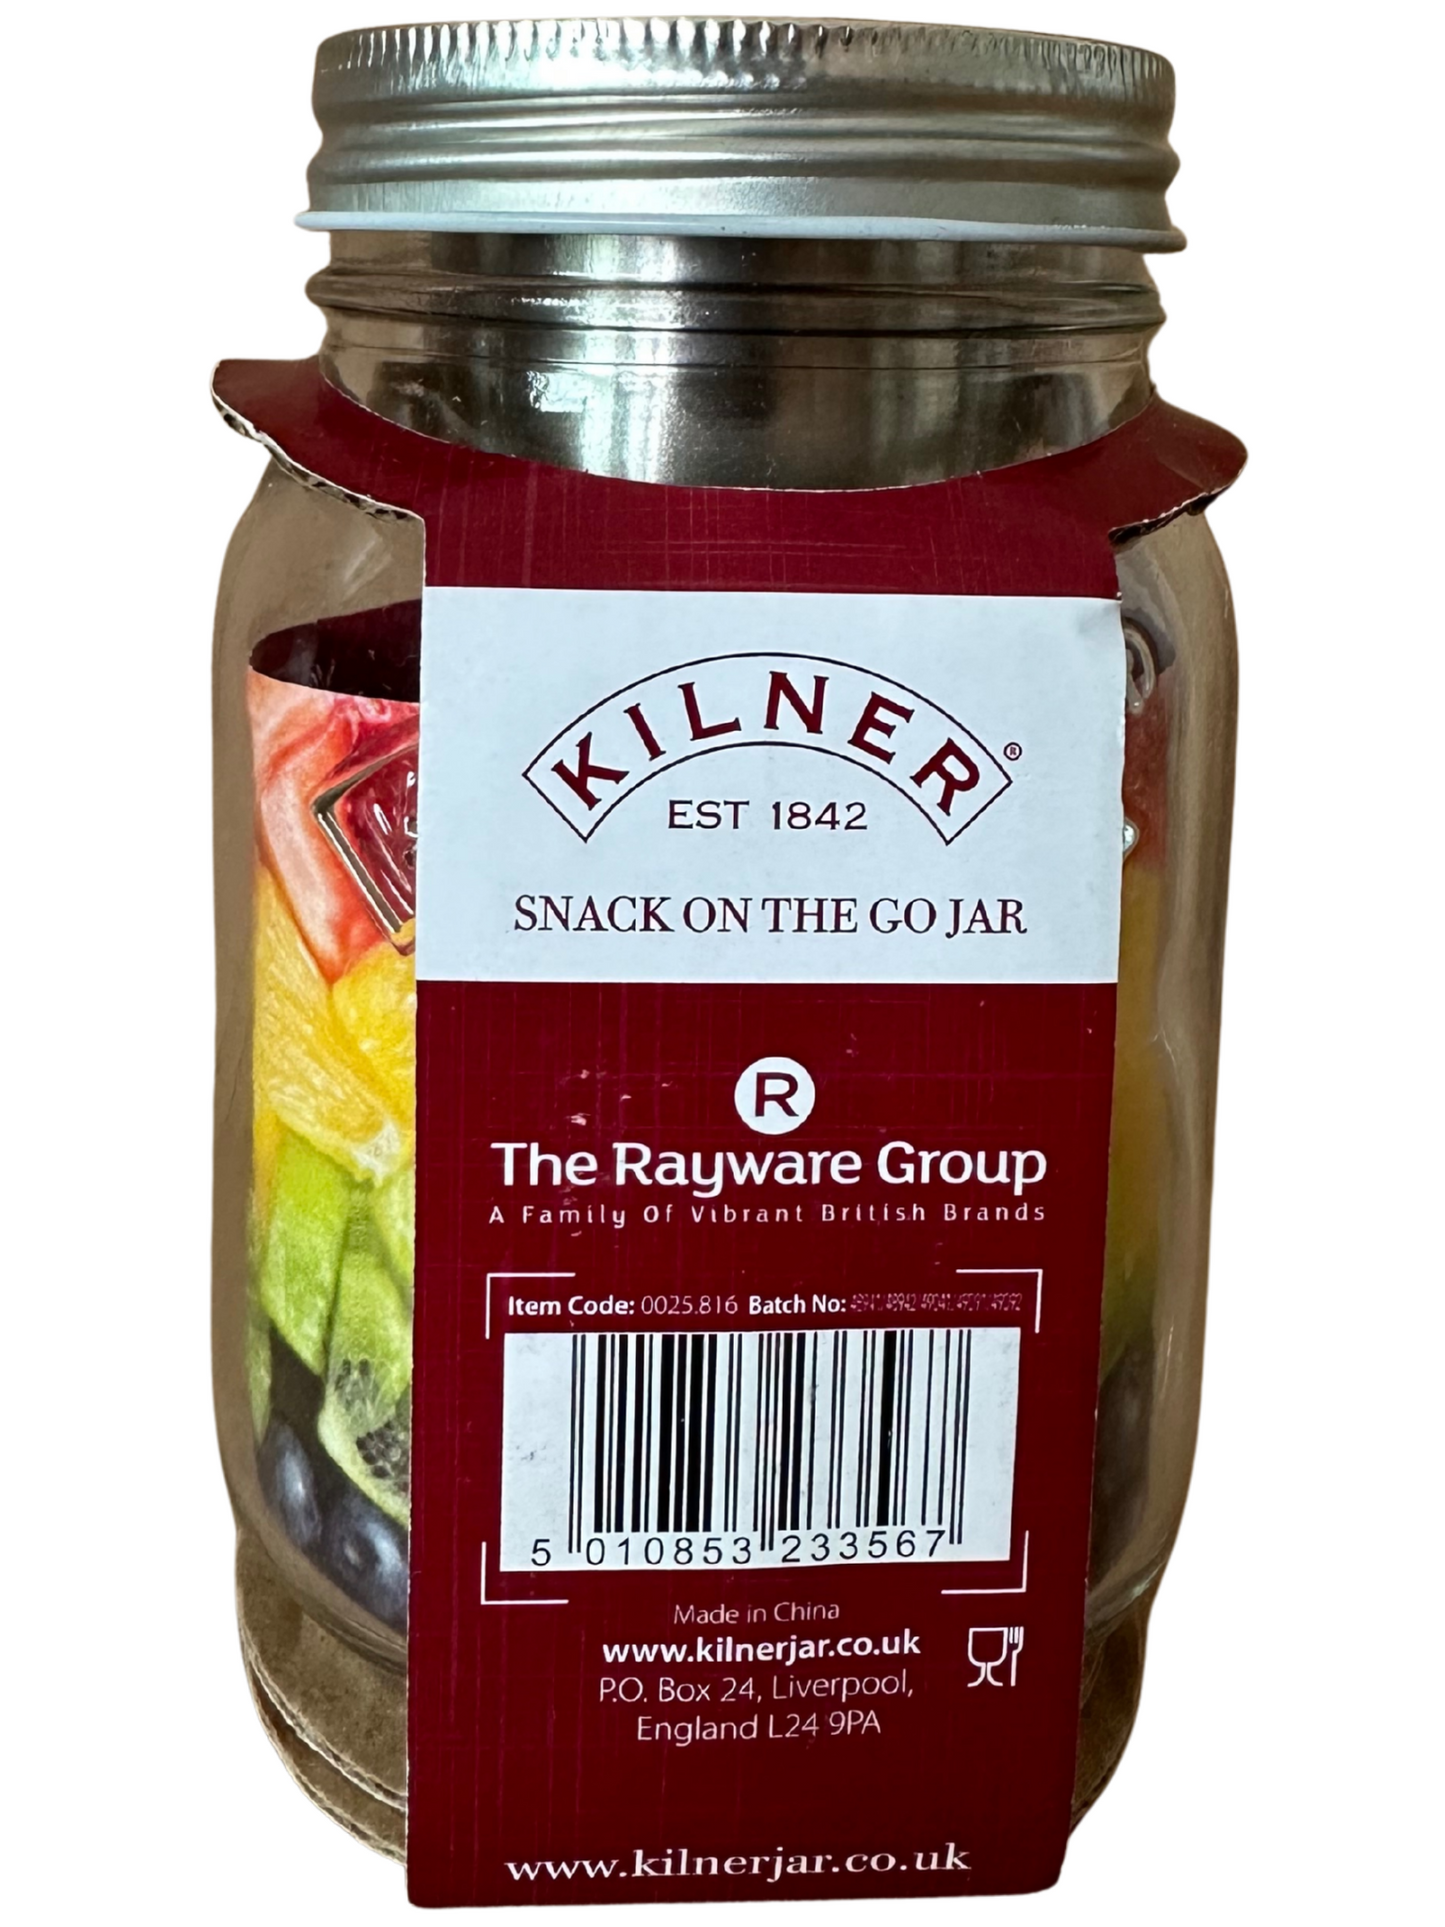 KILNER®
EST 1842
SNACK ON THE GO JAR
R
The Rayware Group
A Family Of Vibrant British Brands
Item Code: 0025.816 Batch No:
5 010853 233567
Made in China
www.kilnerjar.co.uk
P.O. Box 24, Liverpool,
England L24 9PA
www.kilnerjar.co.uk